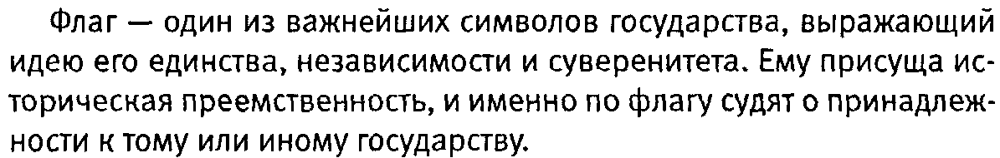 Флаг — один из важнейших символов государства, выражающий
идею его единства, независимости и суверенитета. Ему присуща ис-
торическая преемственность, и именно по флагу судят о принадлеж-
ности к тому или иному государству.